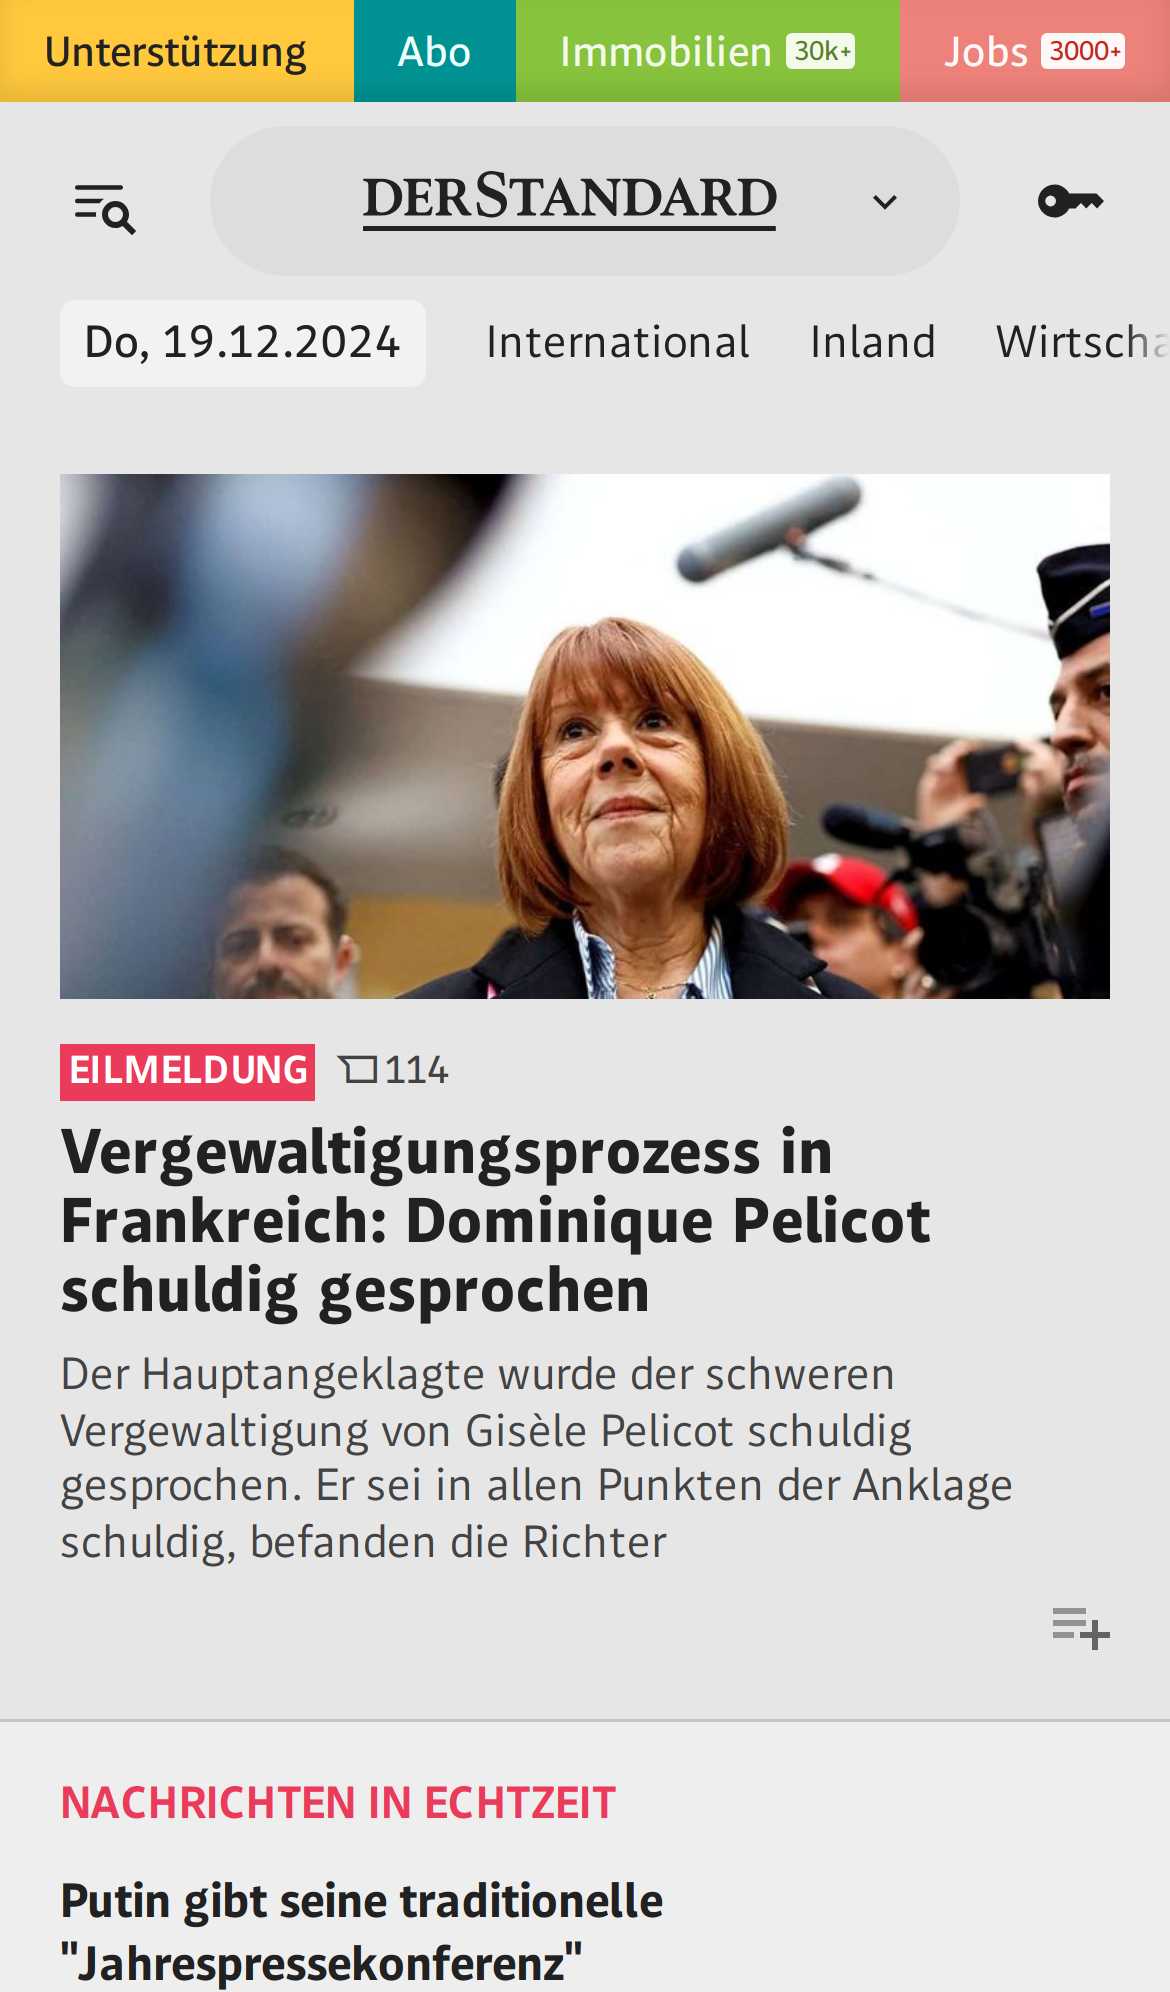 Unterstützung Abo Immobilien 30k+ Jobs 3000+
DERSTANDARD
Do, 19.12.2024 International Inland Wirtscha
EILMELDUNG 114
Vergewaltigungsprozess in
Frankreich: Dominique Pelicot
schuldig gesprochen
Der Hauptangeklagte wurde der schweren
Vergewaltigung von Gisèle Pelicot schuldig
gesprochen. Er sei in allen Punkten der Anklage
schuldig, befanden die Richter
NACHRICHTEN IN ECHTZEIT
Putin gibt seine traditionelle
"Jahrespressekonferenz"